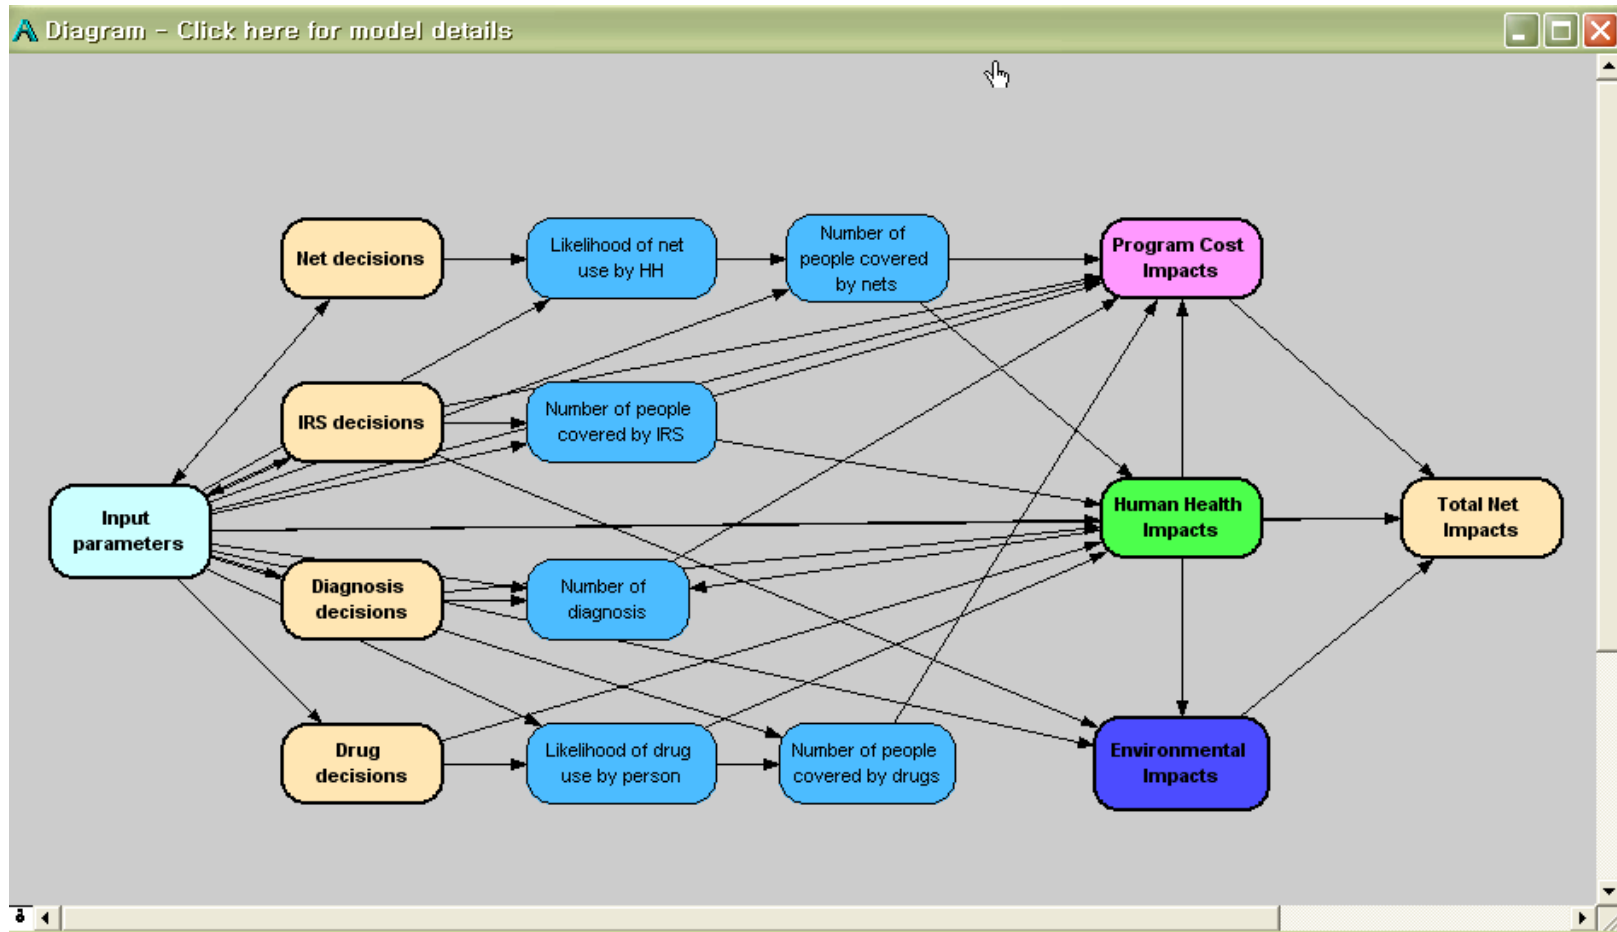 Diagram - Click here for model details
Net decisions
Likelihood of net
use by HH
Number of
people covered
by nets
Program Cost
Impacts
IRS decisions
Number of people
covered by IRS
Input
parameters
Human Health
Impacts
Total Net
Impacts
Diagnosis
decisions
Number of
diagnosis
Drug
decisions
Likelihood of drug
use by person
Number of people
covered by drugs
Environmental
Impacts